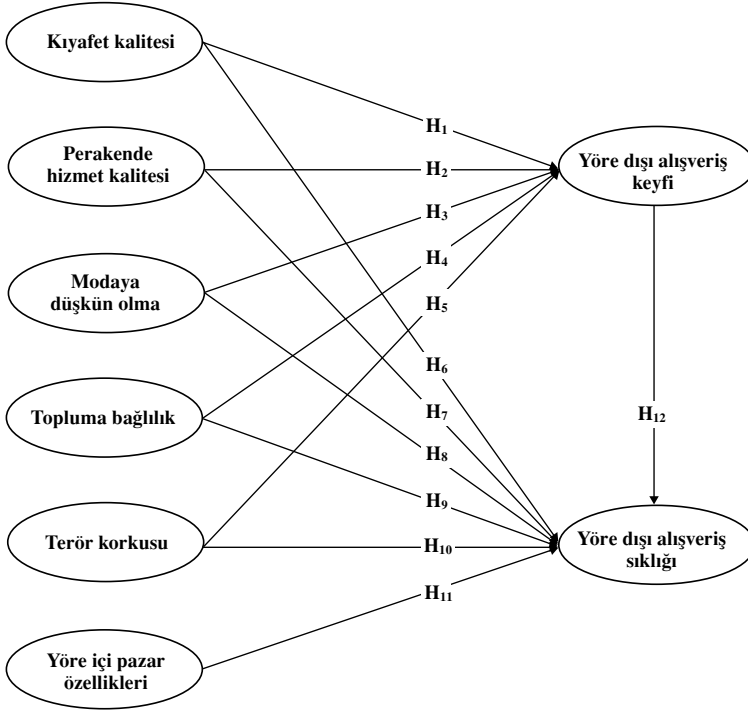 Kıyafet kalitesi
Perakende
hizmet kalitesi
Modaya
düşkün olma
Topluma bağlılık
Terör korkusu
Yöre içi pazar
özellikleri
H₁
H₂
H₃
H₄
H₅
H₆
H₇
H₈
H₉
H₁₀
H₁₁
Yöre dışı alışveriş
keyfi
H₁₂
Yöre dışı alışveriş
sıklığı